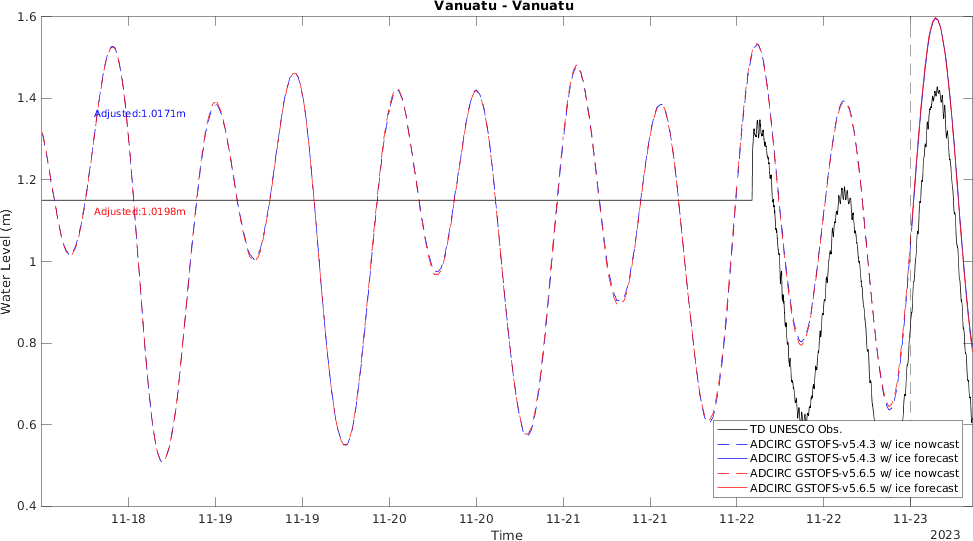 Vanuatu - Vanuatu
1.6
1.4
1.2
1
0.8
0.6
0.4
Water Level (m)
Adjusted:1.0171m
Adjusted:1.0198m
TD UNESCO Obs.
ADCIRC GSTOFS-v5.4.3 w/ ice nowcast
ADCIRC GSTOFS-v5.4.3 w/ ice forecast
ADCIRC GSTOFS-v5.6.5 w/ ice nowcast
ADCIRC GSTOFS-v5.6.5 w/ ice forecast
11-18 11-19 11-19 11-20 11-20 11-21 11-21 11-22 11-22 11-23
Time
2023